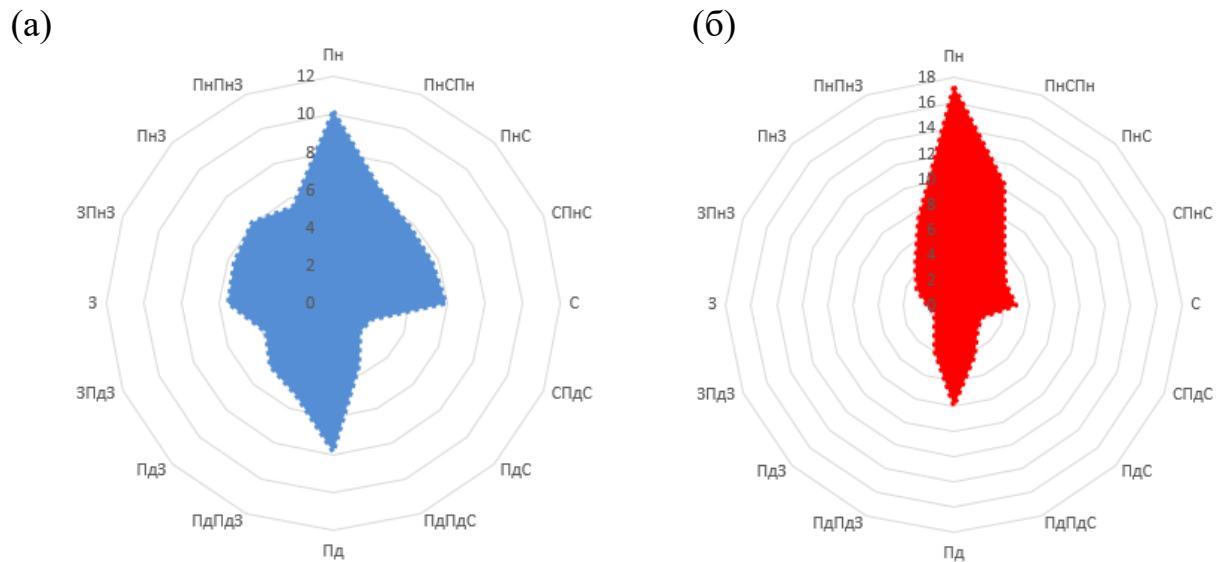 (а)
Пн
ПнПнЗ
ПнСПн
ПнЗ
ПнС
ЗПнЗ
СПнС
З
С
ЗПдЗ
СПдС
ПдЗ
ПдС
ПдПдЗ
ПдПдС
Пд
12
10
8
6
4
2
0
(б)
Пн
ПнПнЗ
ПнСПн
ПнЗ
ПнС
ЗПнЗ
СПнС
З
С
ЗПдЗ
СПдС
ПдЗ
ПдС
ПдПдЗ
ПдПдС
Пд
18
16
14
12
10
8
6
4
2
0